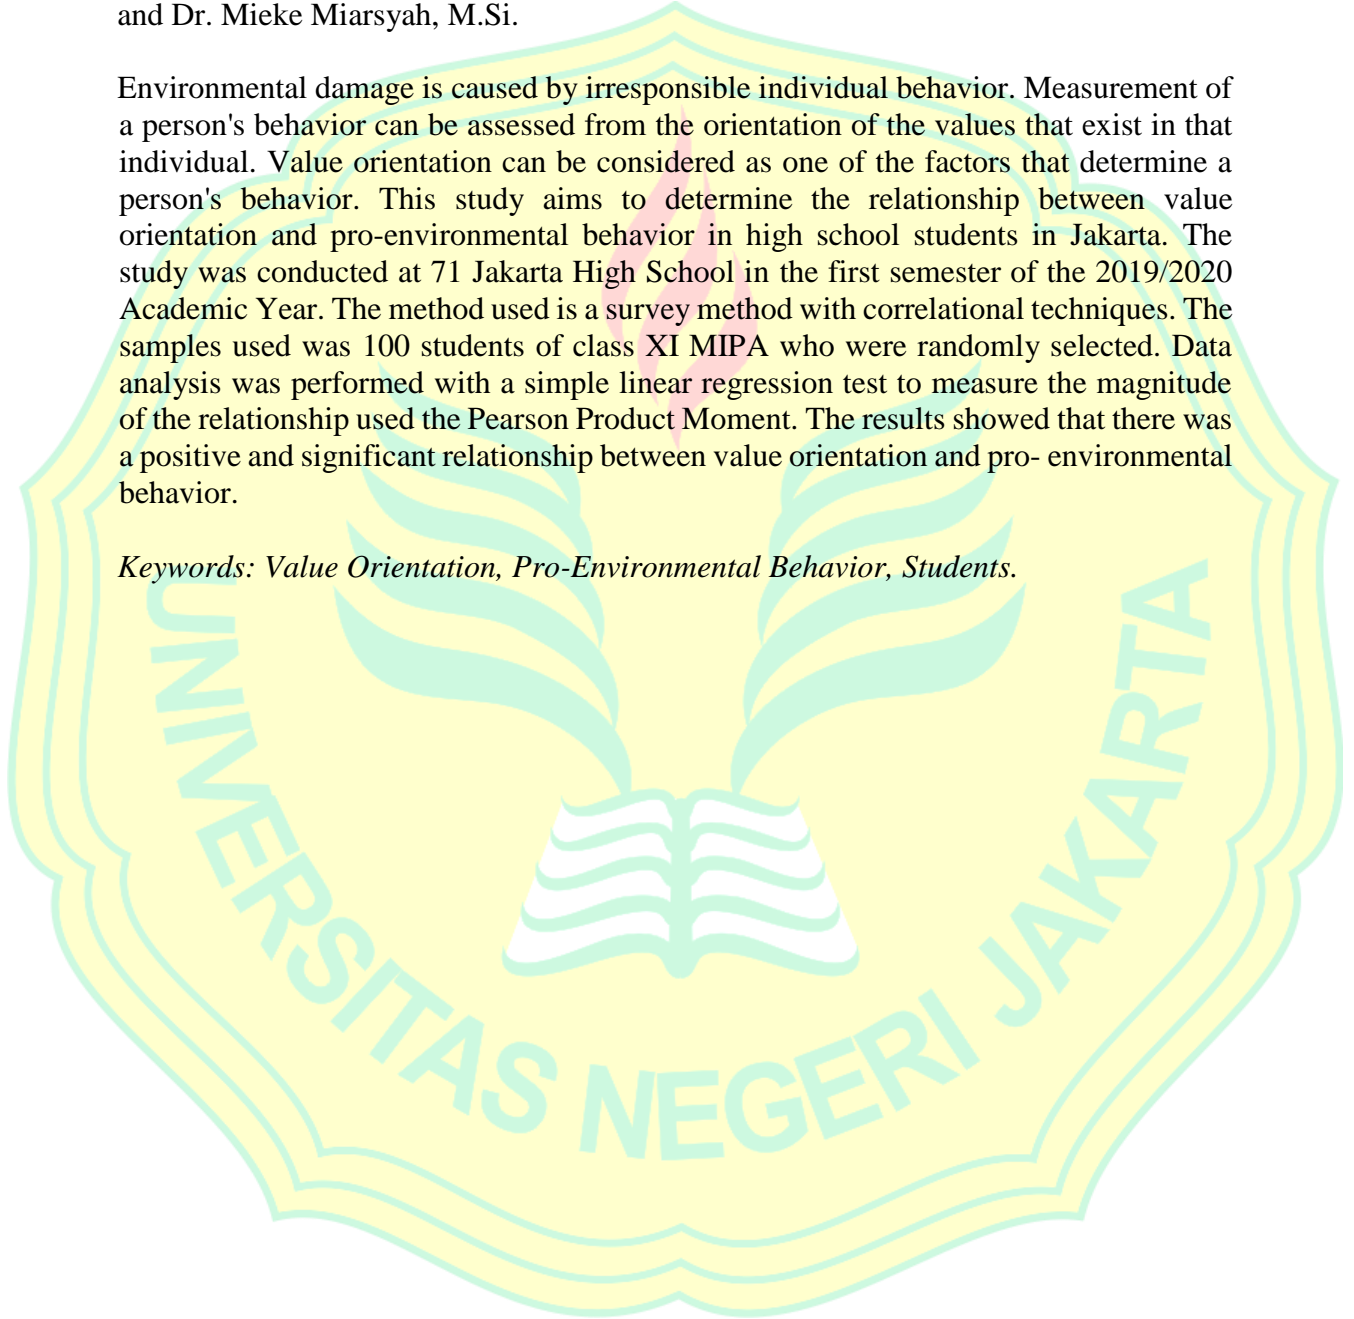 and Dr. Mieke Miarsyah, M.Si.
Environmental damage is caused by irresponsible individual behavior. Measurement of
a person's behavior can be assessed from the orientation of the values that exist in that
individual. Value orientation can be considered as one of the factors that determine a
person's behavior. This study aims to determine the relationship between value
orientation and pro-environmental behavior in high school students in Jakarta. The
study was conducted at 71 Jakarta High School in the first semester of the 2019/2020
Academic Year. The method used is a survey method with correlational techniques. The
samples used was 100 students of class XI MIPA who were randomly selected. Data
analysis was performed with a simple linear regression test to measure the magnitude
of the relationship used the Pearson Product Moment. The results showed that there was
a positive and significant relationship between value orientation and pro- environmental
behavior.
Keywords: Value Orientation, Pro-Environmental Behavior, Students.
UNIVERSITAS NEGERI JAKARTA